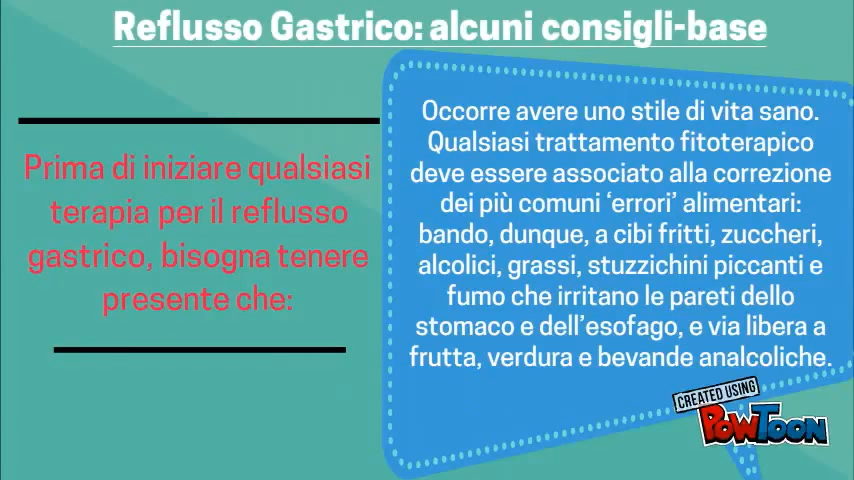 Reflusso Gastrico: alcuni consigli-base
Prima di iniziare qualsiasi
terapia per il reflusso
gastrico, bisogna tenere
presente che:
Occorre avere uno stile di vita sano.
Qualsiasi trattamento fitoterapico
deve essere associato alla correzione
dei più comuni ‘errori’ alimentari:
bando, dunque, a cibi fritti, zuccheri,
alcolici, grassi, stuzzichini piccanti e
fumo che irritano le pareti dello
stomaco e dell’esofago, e via libera a
frutta, verdura e bevande analcoliche.
CREATED USING
POWTOON